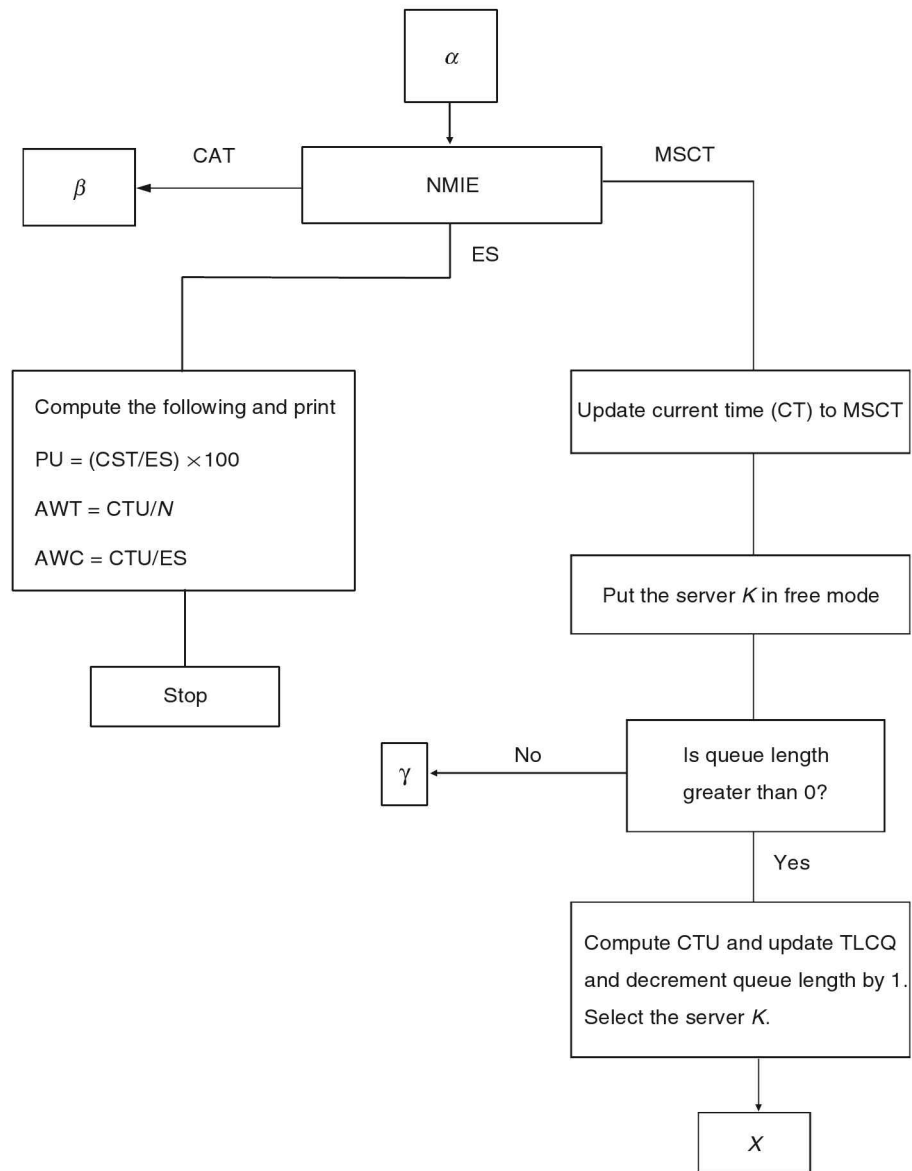 α
CAT
MSCT
β
NMIE
ES
Compute the following and print
PU = (CST/ES) × 100
AWT = CTU/N
AWC = CTU/ES
Stop
Update current time (CT) to MSCT
Put the server K in free mode
Is queue length
greater than 0?
No
γ
Yes
Compute CTU and update TLCQ
and decrement queue length by 1.
Select the server K.
X